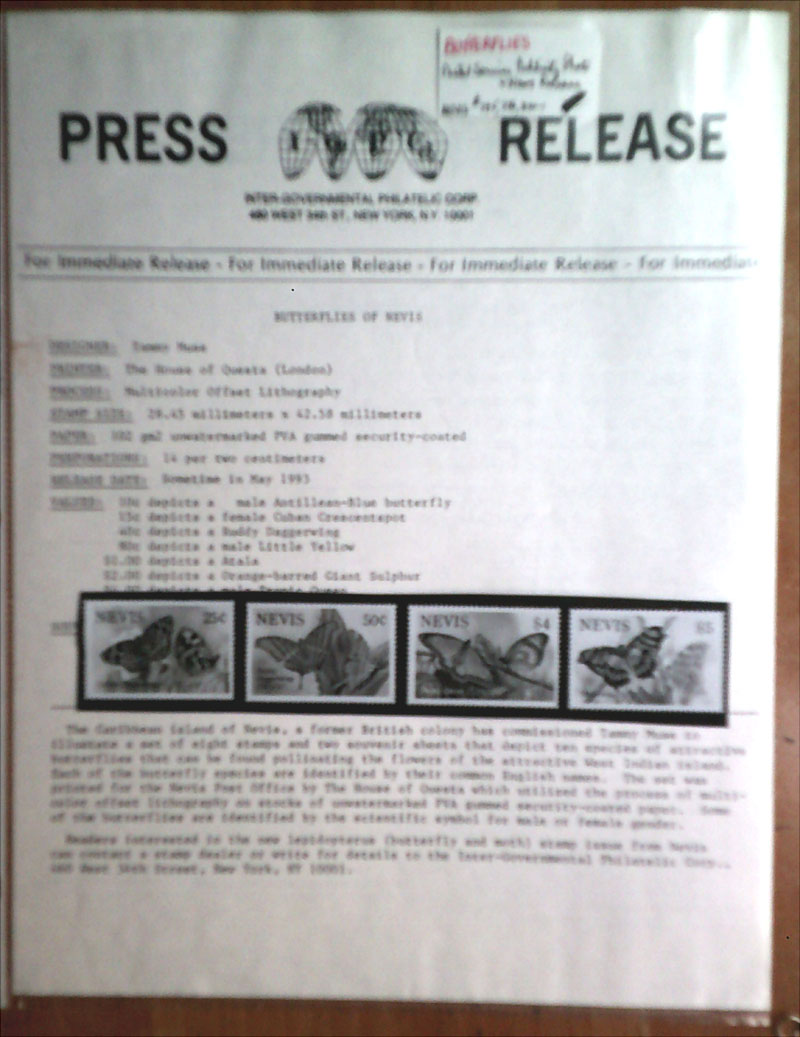 BUTTERFLIES
PRESS RELEASE
INTER-GOVERNMENTAL PHILATELIC CORP.
460 WEST 34th ST., NEW YORK, N.Y. 10001
For Immediate Release - For Immediate Release - For Immediate Release - For Immediat
BUTTERFLIES OF NEVIS
DESIGNER: Tammy
PRINTER: The House of Questa (London)
PROCESS: Multicolor Offset Lithography
STAMP SIZE: 28.45 millimeters x 42.58 millimeters
PAPER: 102 gm2 unwatermarked PVA gummed security-coated
PERFORATIONS: 14 per two centimeters
RELEASE DATE: Sometime in May 1993
VALUES: 10c depicts a male Antillean-Blue butterfly
15c depicts a female Cuban Crescentspot
depicts a Ruddy Daggerwing
depicts a male Little Yellow
$1.00 depicts a Atala
$2.00 depicts a Orange-barred Giant Sulphur
depicts a male Tropic Queen
NEVIS 25c
NEVIS 50c
NEVIS $4
NEVIS $5
The Caribbean island of Nevis, a former British colony has commissioned Tammy to
illustrate a set of eight stamps and two souvenir sheets that depict ten species of attractive
butterflies that can be found pollinating the flowers of the attractive West Indian island.
Each of the butterfly species are identified by their common English names. The set was
printed for the Nevis Post Office by The House of Questa which utilized the process of multi-
color offset lithography on stocks of unwatermarked PVA gummed security-coated paper. Some
of the butterflies are identified by the scientific symbol for male or female gender.
Readers interested in the new lepidopterus (butterfly and moth) stamp issue from Nevis
can contact a stamp dealer or write for details to the Inter-Governmental Philatelic Corp.,
460 West 34th Street, New York, NY 10001.